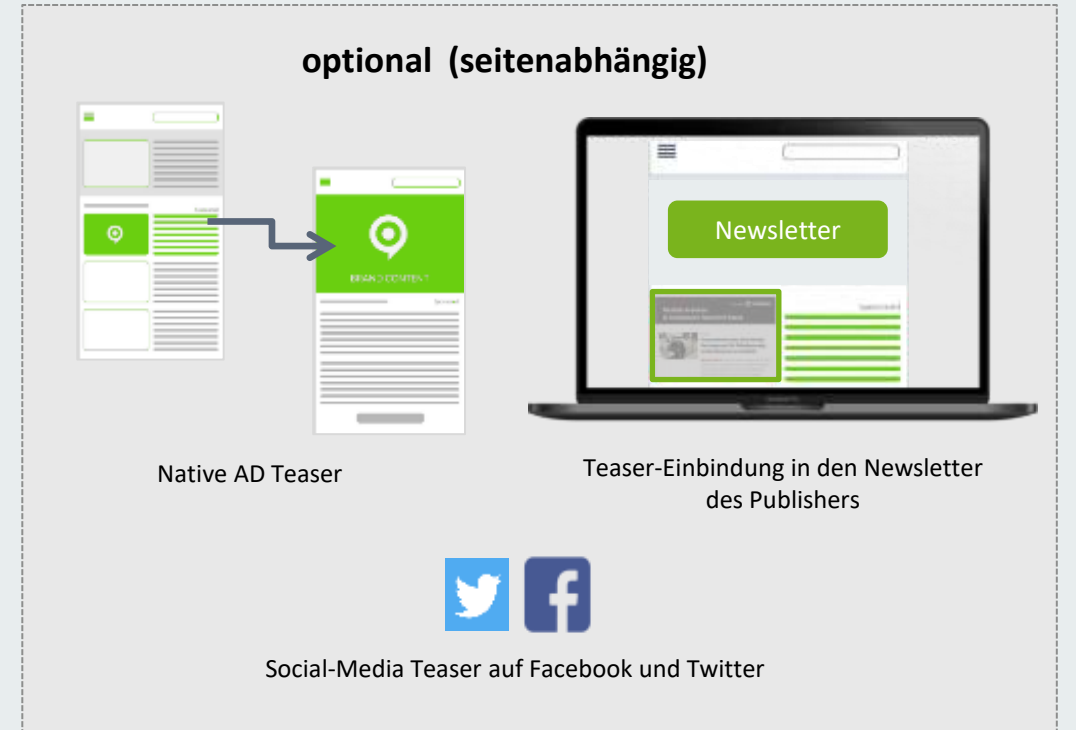 optional (seitenabhängig)
BRAND CONTENT
Newsletter
Native AD Teaser
Teaser-Einbindung in den Newsletter
des Publishers
Social-Media Teaser auf Facebook und Twitter